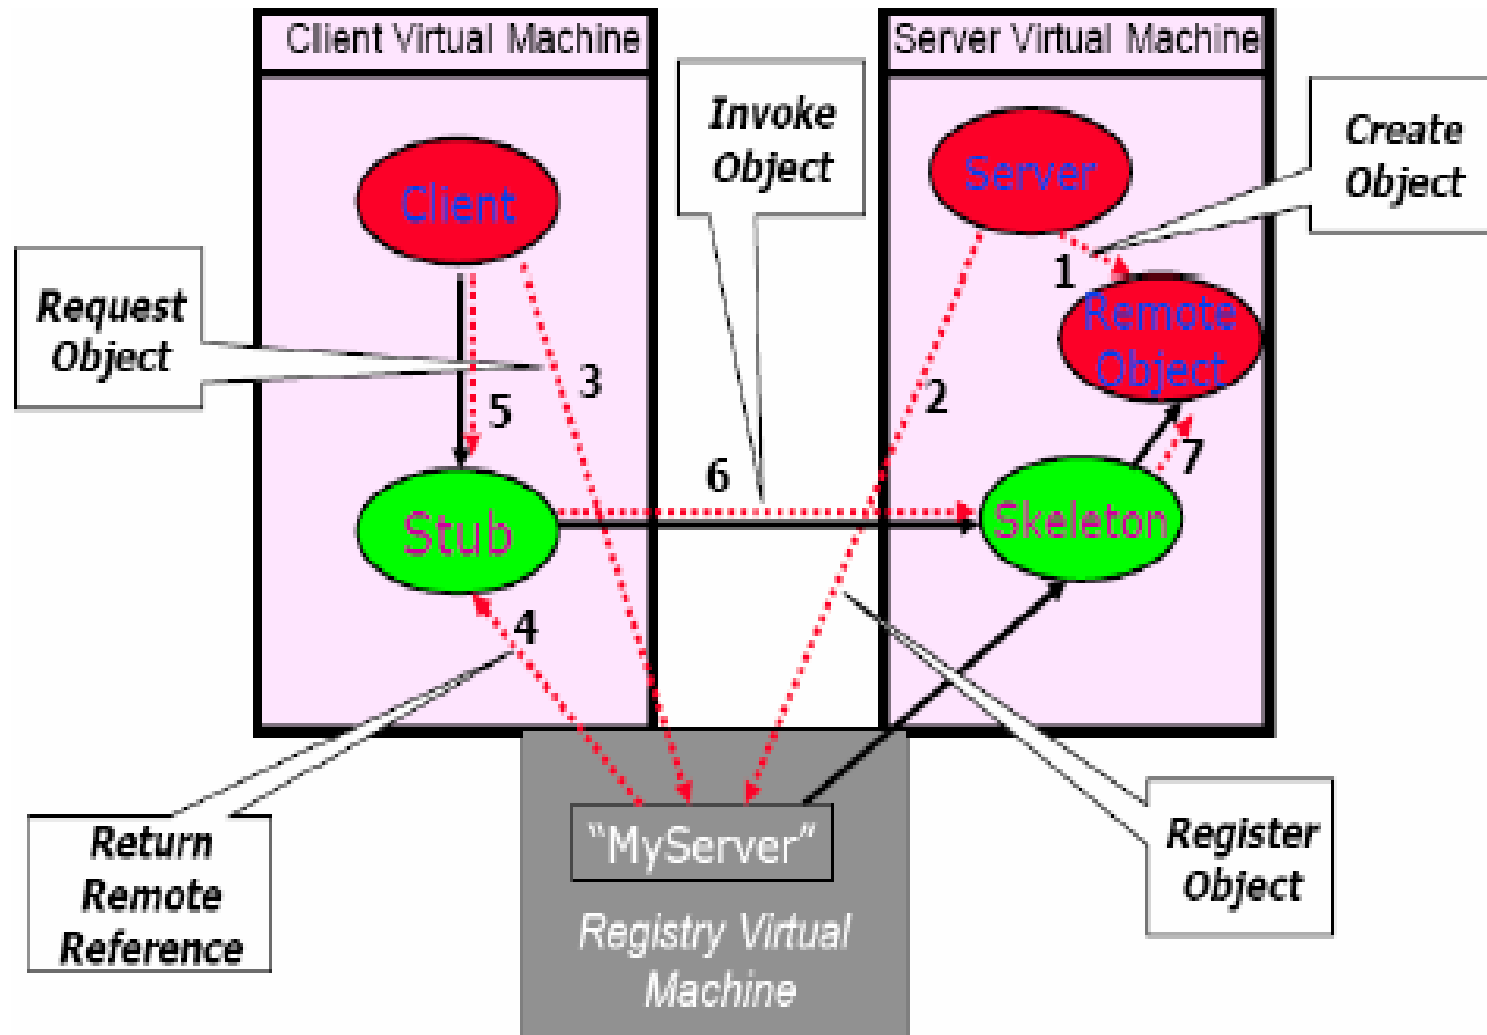 Client Virtual Machine
Server Virtual Machine
Invoke
Object
Create
Object
Client
Server
Request
Object
1
Remote
Object
3
2
5
7
6
Stub
Skeleton
4
Return
Remote
Reference
“MyServer”
Registry Virtual
Machine
Register
Object